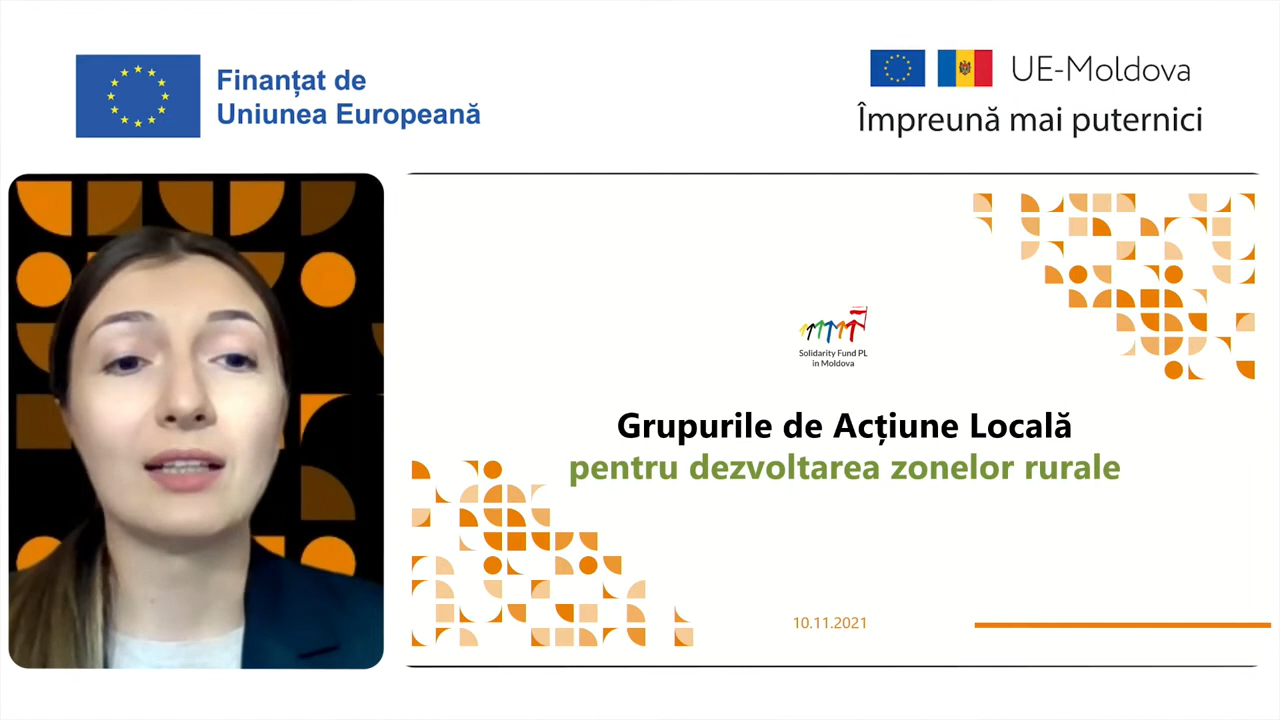 Finanțat de
Uniunea Europeană
UE-Moldova
Împreună mai puternici
Solidarity Fund PL
in Moldova
Grupurile de Acțiune Locală
pentru dezvoltarea zonelor rurale
10.11.2021